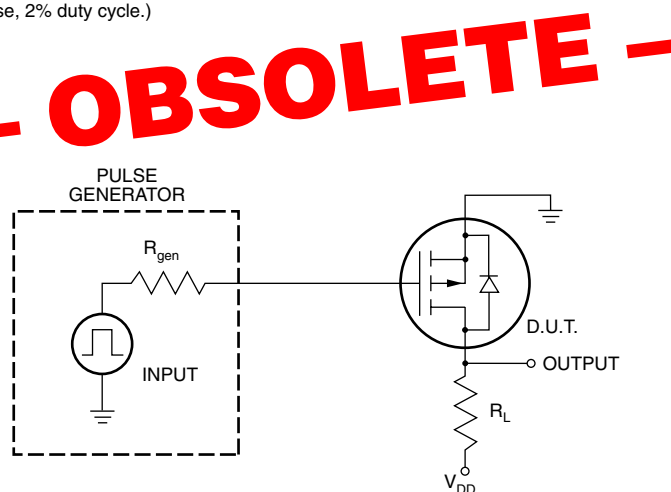 se, 2% duty cycle.)
– OBSOLETE –
PULSE
GENERATOR
Rgen
INPUT
D.U.T.
OUTPUT
RL
VDD